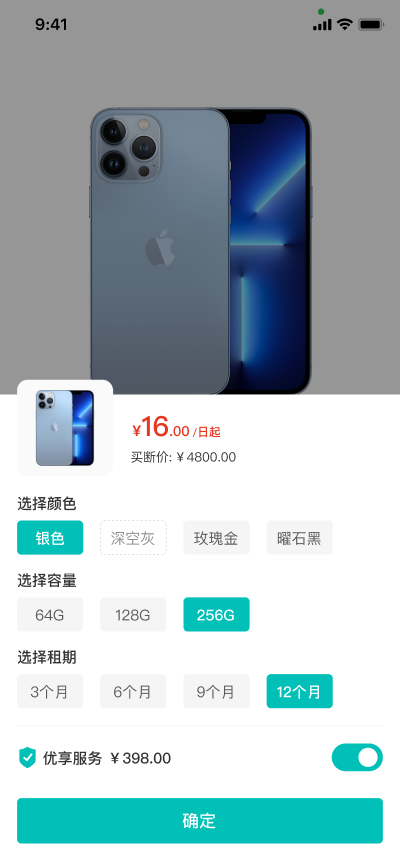 9:41
¥16.00 /日起
买断价: ¥4800.00
选择颜色
银色 深空灰 玫瑰金 曜石黑
选择容量
64G 128G 256G
选择租期
3个月 6个月 9个月 12个月
优享服务 ¥398.00
确定